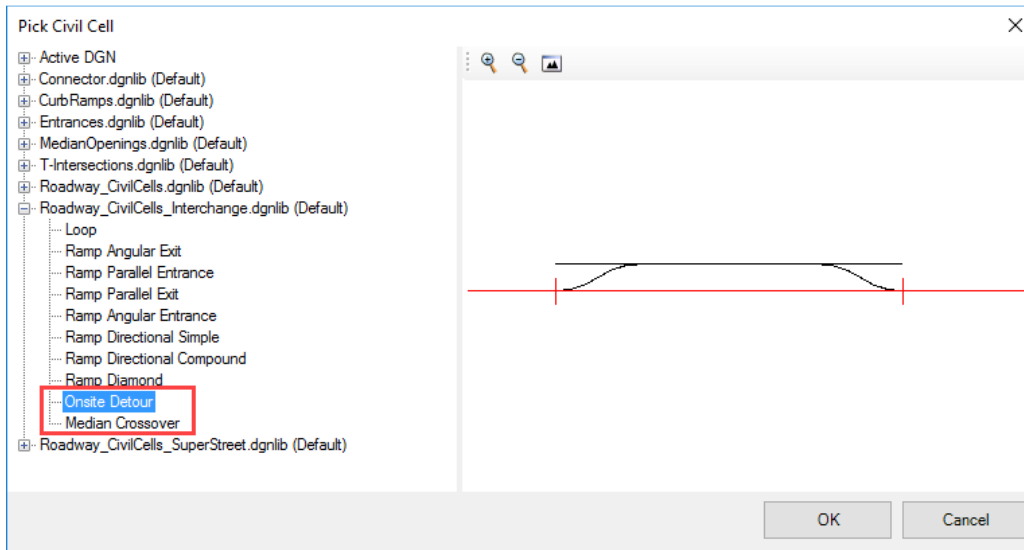 Pick Civil Cell
Active DGN
Connector.dgnlib (Default)
CurbRamps.dgnlib (Default)
Entrances.dgnlib (Default)
MedianOpenings.dgnlib (Default)
T-Intersections.dgnlib (Default)
Roadway_CivilCells.dgnlib (Default)
Roadway_CivilCells_Interchange.dgnlib (Default)
Loop
Ramp Angular Exit
Ramp Parallel Entrance
Ramp Parallel Exit
Ramp Angular Entrance
Ramp Directional Simple
Ramp Directional Compound
Ramp Diamond
Onsite Detour
Median Crossover
Roadway_CivilCells_SuperStreet.dgnlib (Default)
OK Cancel